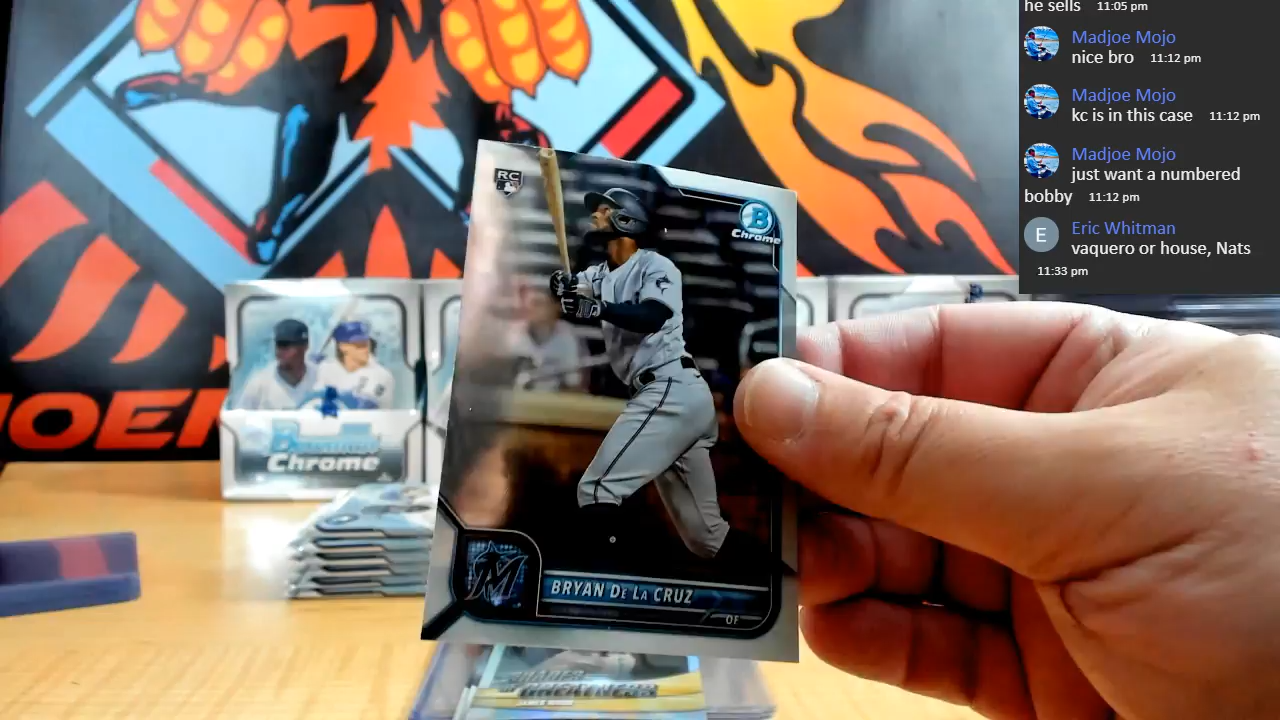 he sells 11:05 pm
Madjoe Mojo
nice bro 11:12 pm
Madjoe Mojo
kc is in this case 11:12 pm
Madjoe Mojo
just want a numbered
bobby 11:12 pm
E
Eric Whitman
vaquero or house, Nats
11:33 pm
RC
B
Chrome
M
BRYAN DE LA CRUZ
OF
Bowman
Chrome
GREATNESS